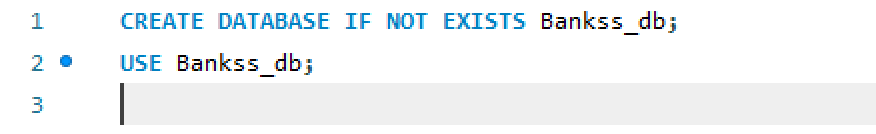 1 CREATE DATABASE IF NOT EXISTS Bankss_db;
2 USE Bankss_db;
3